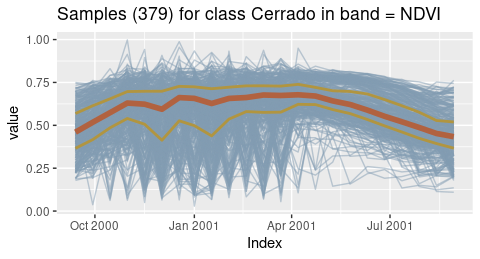 Samples (379) for class Cerrado in band = NDVI
1.00
0.75
0.50
0.25
0.00
value
Oct 2000 Jan 2001 Apr 2001 Jul 2001
Index